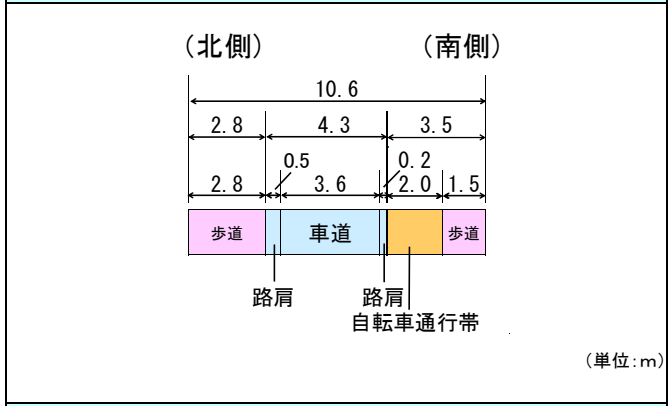 (北側) (南側)
10.6
2.8 4.3 3.5
0.5 0.2
2.8 3.6 2.0 1.5
歩道 車道 歩道
路肩 路肩
自転車通行帯
(単位:m)